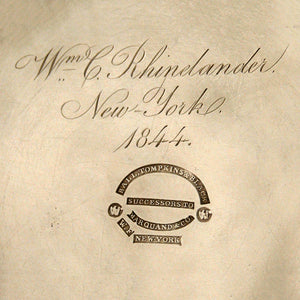 Wm. C. Rhinelander.
New-York.
1844.
BALL, TOMPKINS & BLACK
SUCCESSORS TO
MARQUAND & CO.
NEW-YORK